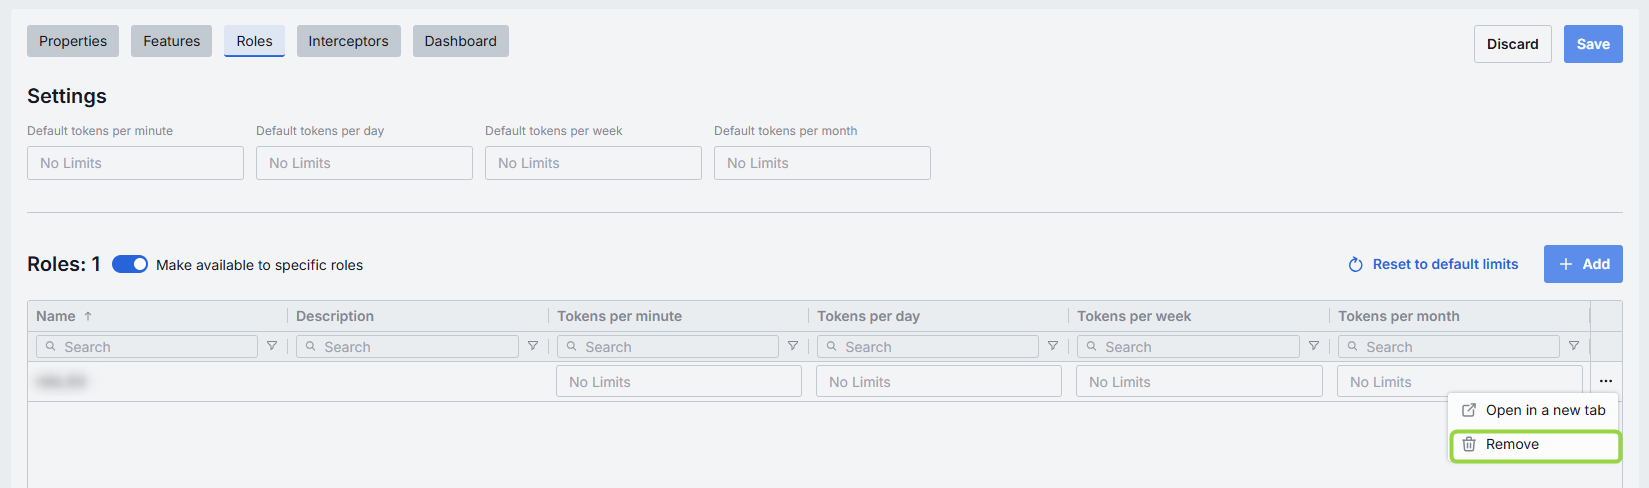 Properties Features Roles Interceptors Dashboard Discard Save
Settings
Default tokens per minute Default tokens per day Default tokens per week Default tokens per month
No Limits No Limits No Limits No Limits
Roles: 1 Make available to specific roles Reset to default limits Add
Name Description Tokens per minute Tokens per day Tokens per week Tokens per month
Search Search Search Search Search Search
No Limits No Limits No Limits No Limits
Open in a new tab
Remove